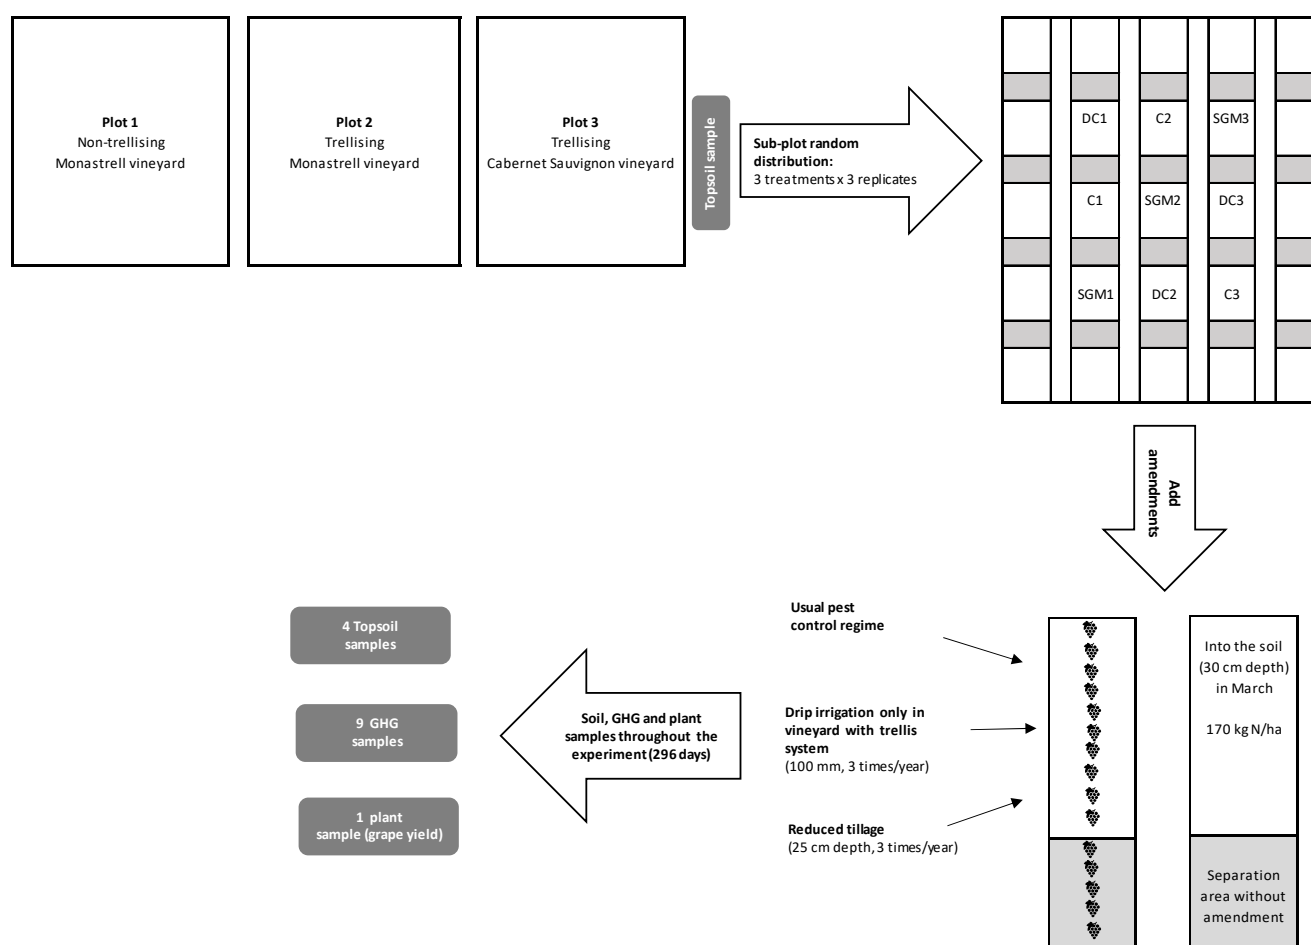 Plot 1
Non-trellising
Monastrell vineyard
Plot 2
Trellising
Monastrell vineyard
Plot 3
Trellising
Cabernet Sauvignon vineyard
Topsoil sample
Sub-plot random
distribution:
3 treatments x 3 replicates
DC1
C2
SGM3
C1
SGM2
DC3
SGM1
DC2
C3
Add
amendments
Usual pest
control regime
Drip irrigation only in
vineyard with trellis
system
(100 mm, 3 times/year)
Reduced tillage
(25 cm depth, 3 times/year)
Into the soil
(30 cm depth)
in March
170 kg N/ha
Separation
area without
amendment
Soil, GHG and plant
samples throughout the
experiment (296 days)
4 Topsoil
samples
9 GHG
samples
1 plant
sample (grape yield)